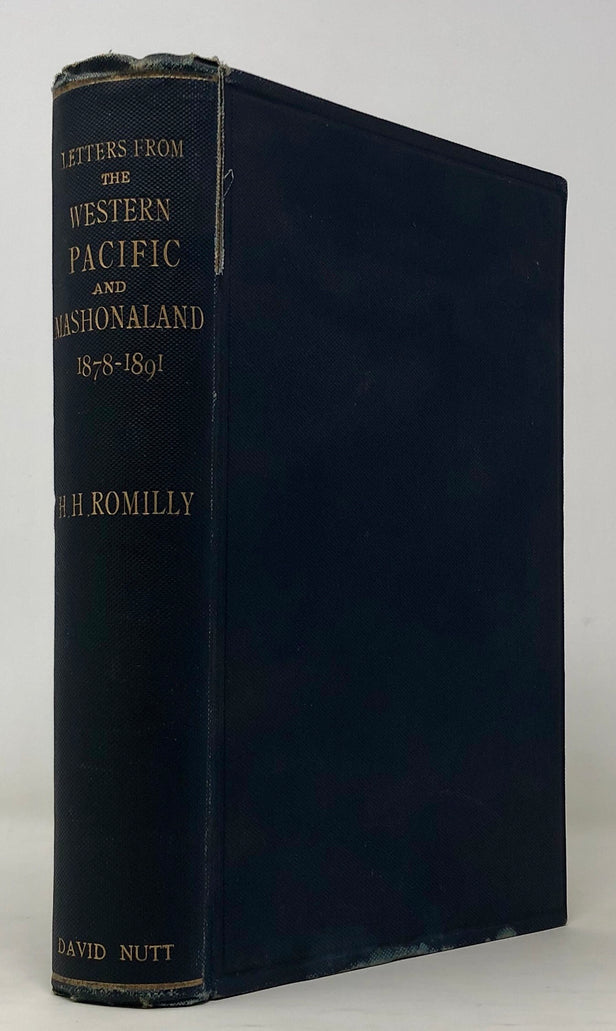 LETTERS FROM
THE
WESTERN
PACIFIC
AND
MASHONALAND
1878-1891
H.H.ROMILLY
DAVID NUTT